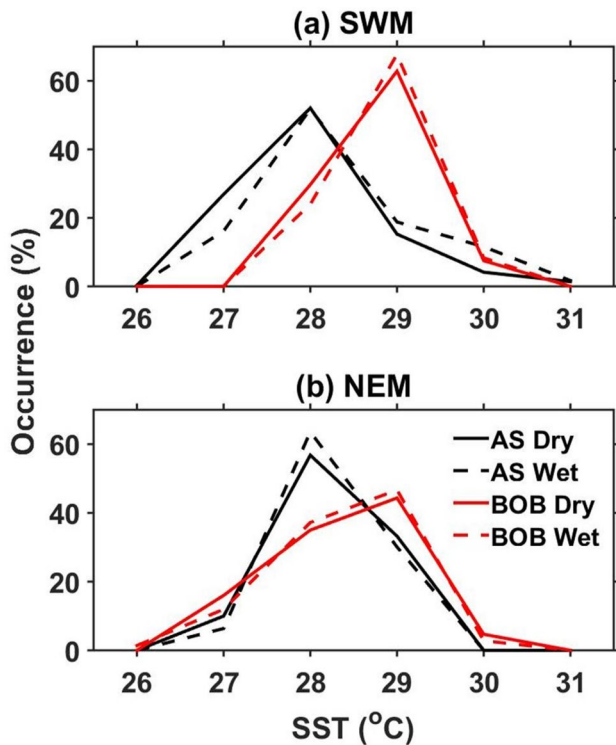 (a) SWM
60
40
20
0
26 27 28 29 30 31
Occurrence (%)
(b) NEM
60
40
20
0
AS Dry
AS Wet
BOB Dry
BOB Wet
26 27 28 29 30 31
SST (°C)